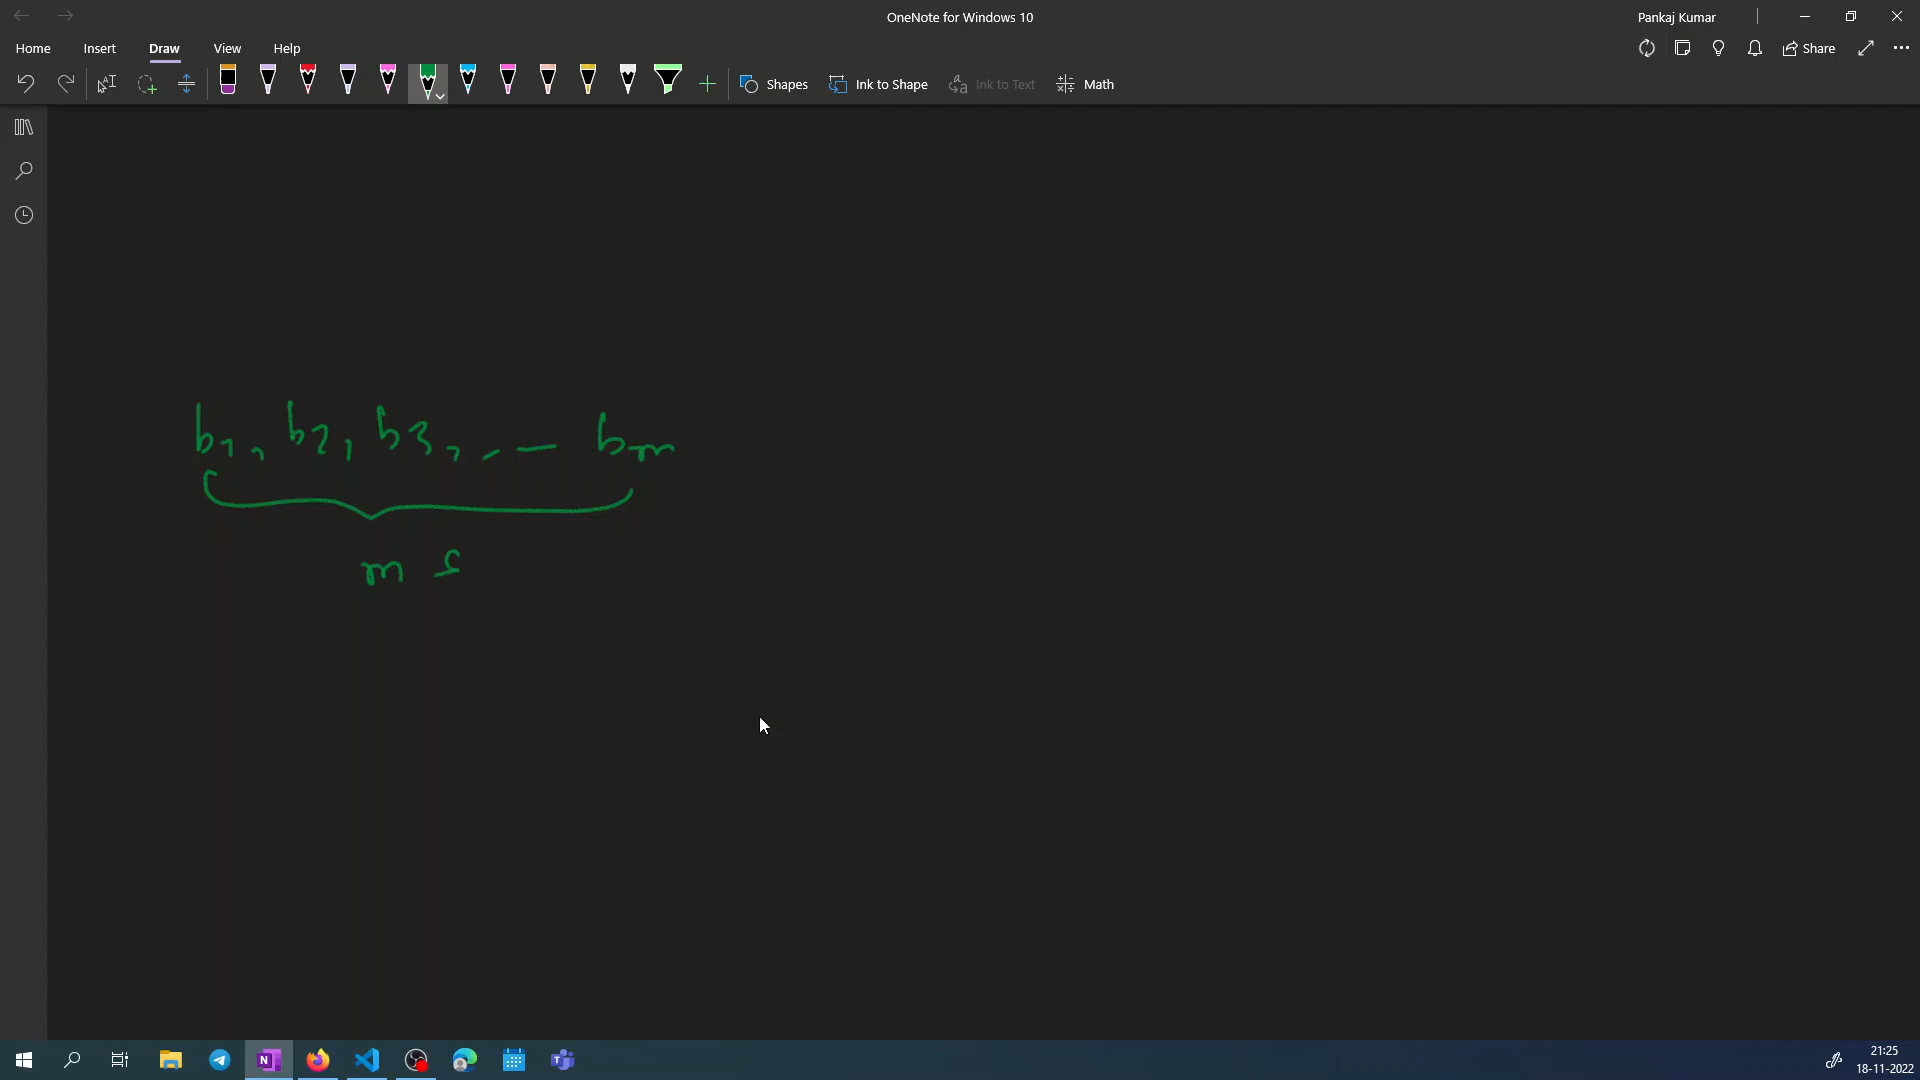 OneNote for Windows 10
Pankaj Kumar
Home Insert Draw View Help
Share
Shapes Ink to Shape Ink to Text Math
b1, b2, b3, - - bm
m
21:25
18-11-2022